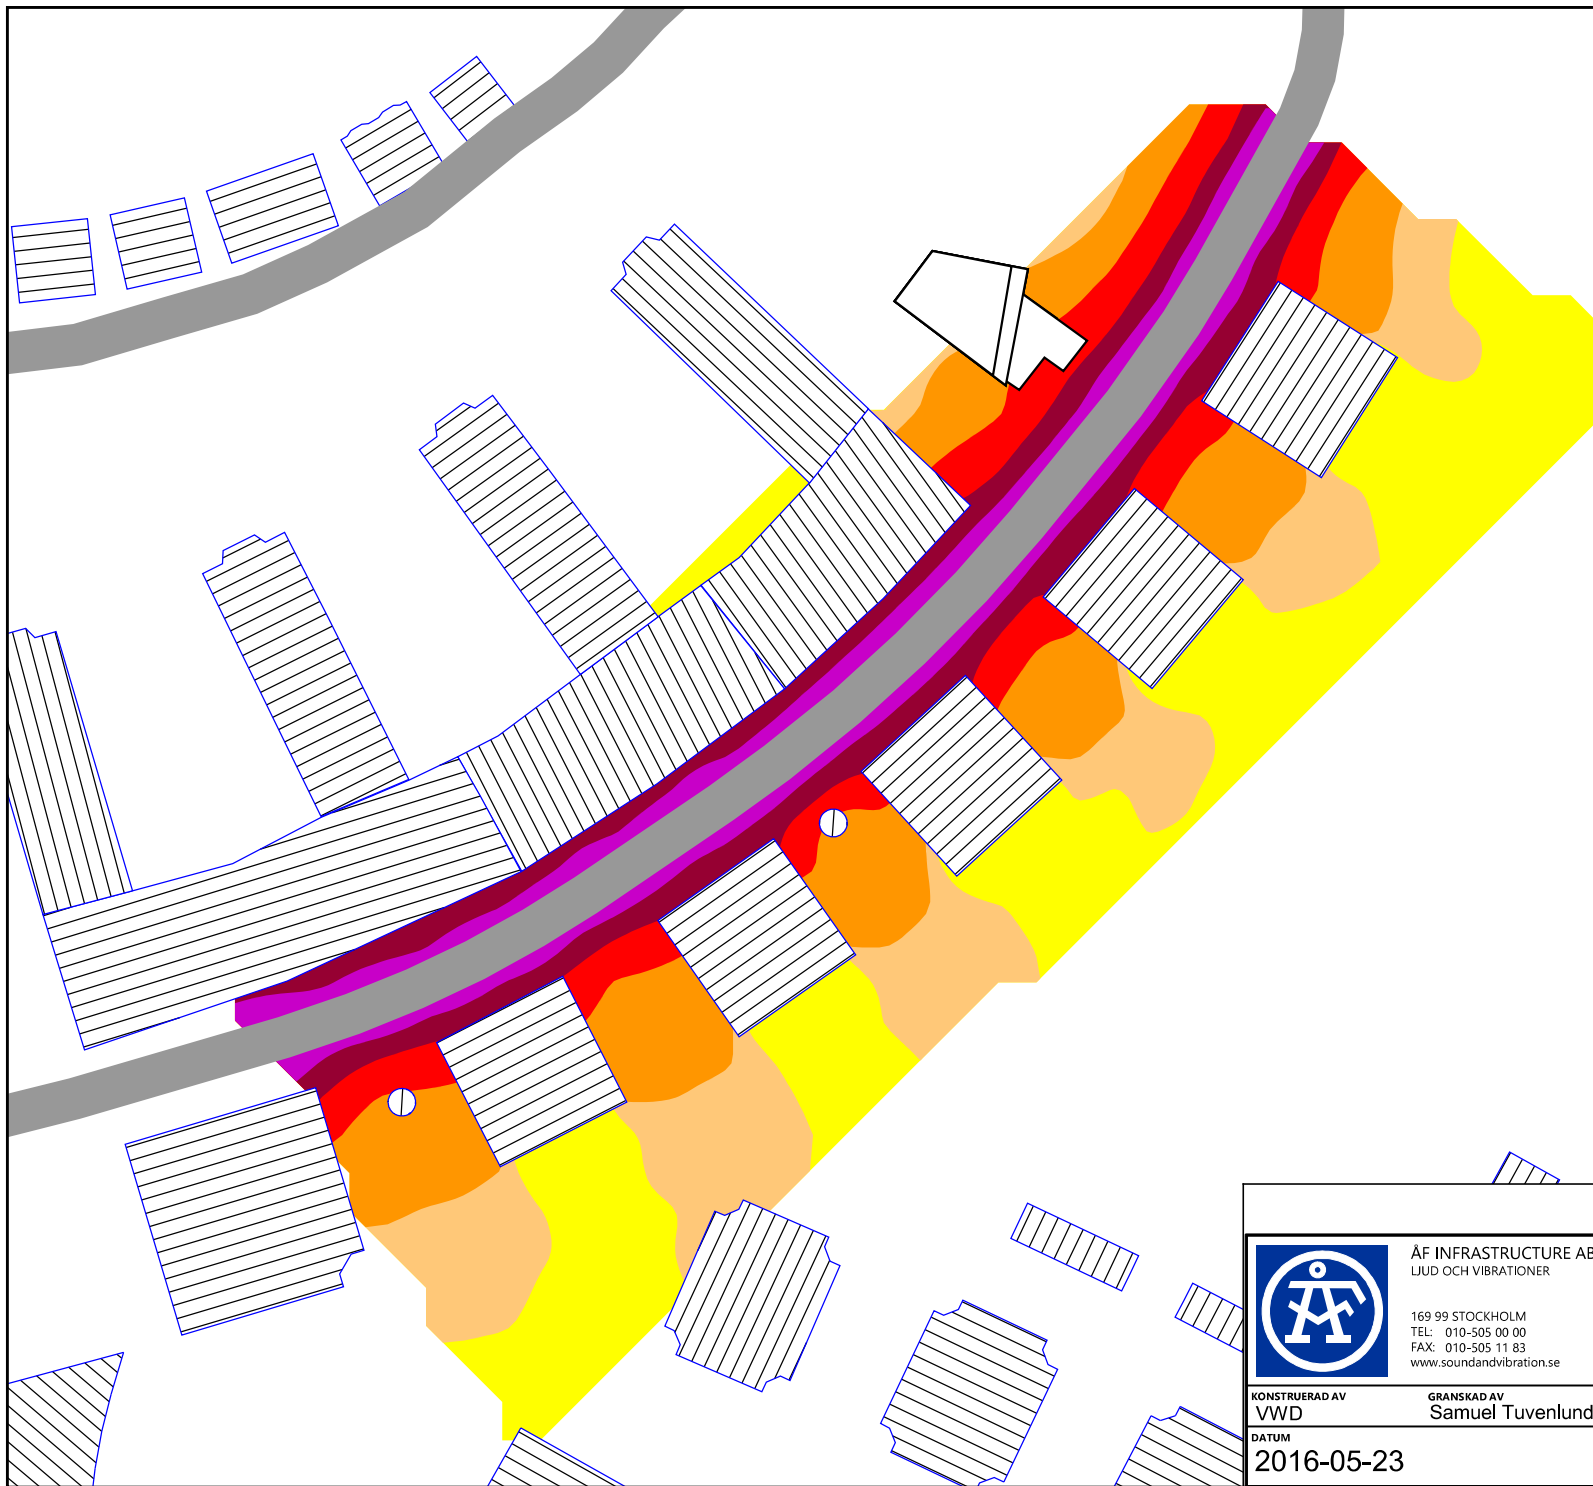 ÅF INFRASTRUCTURE AB
LJUD OCH VIBRATIONER
169 99 STOCKHOLM
TEL: 010-505 00 00
FAX: 010-505 11 83
www.soundandvibration.se
KONSTRUERAD AV
VWD
GRANSKAD AV
Samuel Tuvenlund
DATUM
2016-05-23